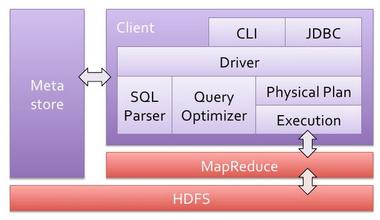 Client
CLI
JDBC
Meta
store
Driver
SQL
Parser
Query
Optimizer
Physical Plan
Execution
MapReduce
HDFS